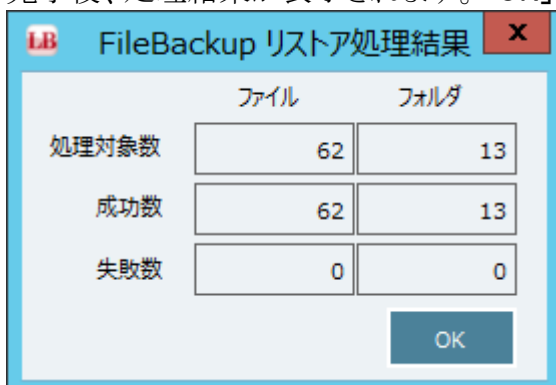 LB FileBackup リストア処理結果 x
ファイル フォルダ
処理対象数 62 13
成功数 62 13
失敗数 0 0
OK